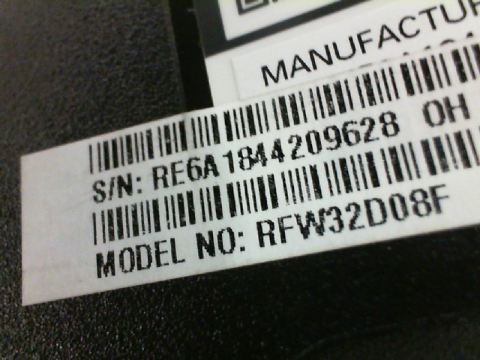 MANUFACTUR
S/N: RE6A1844209628 OH
MODEL NO: RFW32D08F